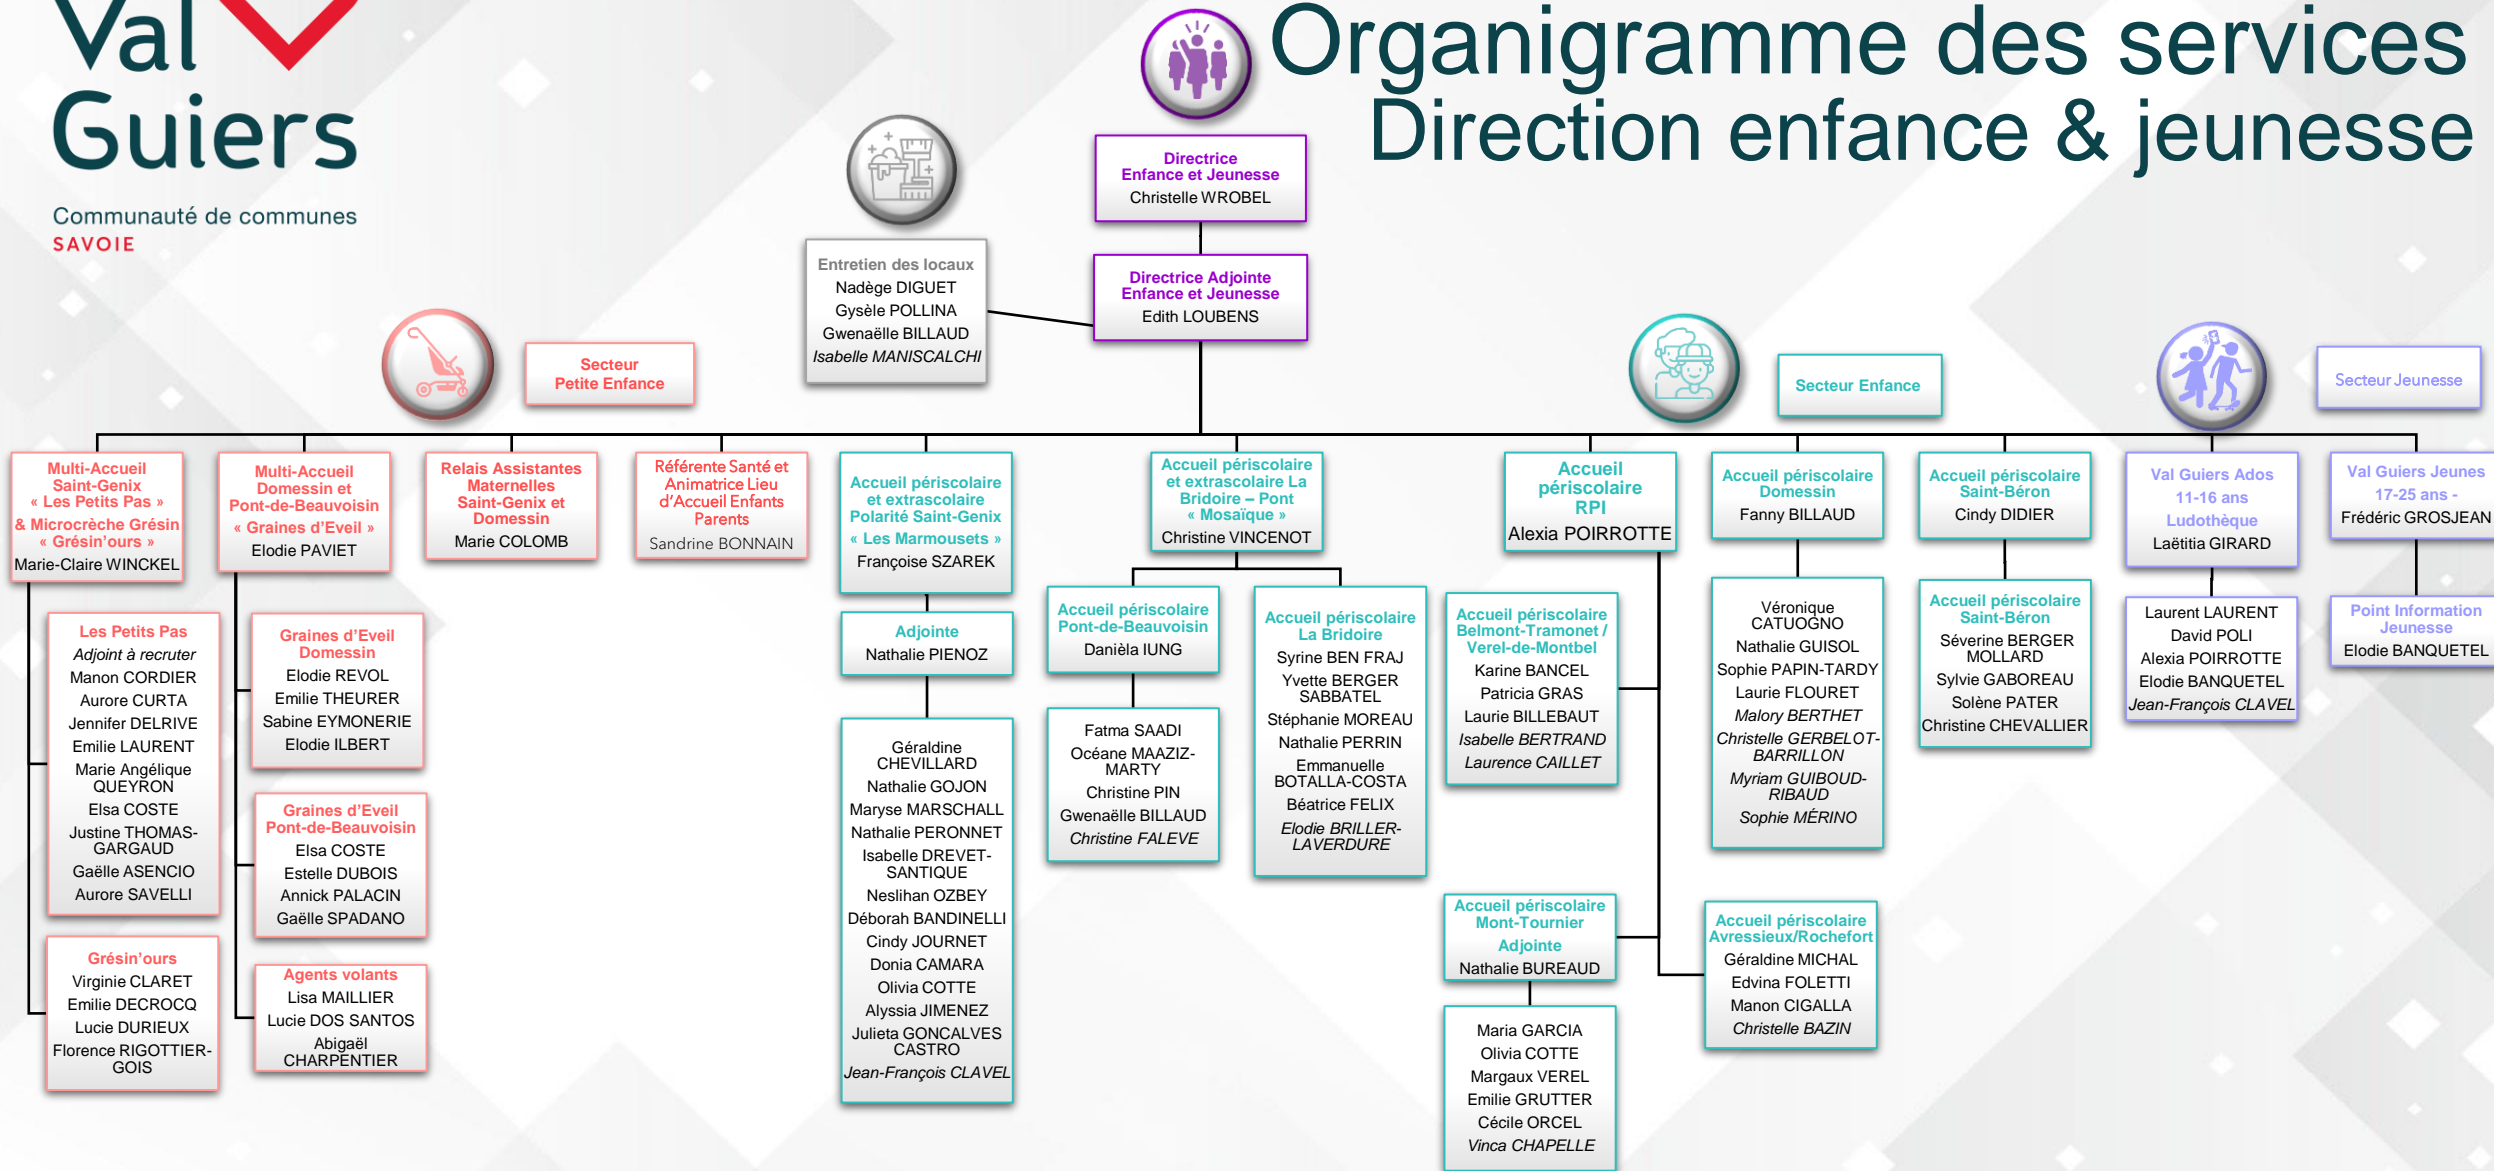 Val
Guiers
Communauté de communes
SAVOIE
Organigramme des services
Direction enfance & jeunesse
Directrice
Enfance et Jeunesse
Christelle WROBEL
Entretien des locaux
Nadège DIGUET
Gysèle POLLINA
Gwenaëlle BILLAUD
Isabelle MANISCALCHI
Directrice Adjointe
Enfance et Jeunesse
Edith LOUBENS
Secteur
Petite Enfance
Secteur Enfance
Secteur Jeunesse
Multi-Accueil
Saint-Genix
« Les Petits Pas »
& Microcrèche Grésin
« Grésin’ours »
Marie-Claire WINCKEL
Les Petits Pas
Adjoint à recruter
Manon CORDIER
Aurore CURTA
Jennifer DELRIVE
Emilie LAURENT
Marie Angélique
QUEYRON
Elsa COSTE
Justine THOMAS-
GARGAUD
Gaëlle ASENCIO
Aurore SAVELLI
Grésin’ours
Virginie CLARET
Emilie DECROCQ
Lucie DURIEUX
Florence RIGOTTIER-
GOIS
Multi-Accueil
Domessin et
Pont-de-Beauvoisin
« Graines d’Eveil »
Elodie PAVIET
Graines d’Eveil
Domessin
Elodie REVOL
Emilie THEURER
Sabine EYMONERIE
Elodie ILBERT
Graines d’Eveil
Pont-de-Beauvoisin
Elsa COSTE
Estelle DUBOIS
Annick PALACIN
Gaëlle SPADANO
Agents volants
Lisa MAILLIER
Lucie DOS SANTOS
Abigaël
CHARPENTIER
Relais Assistantes
Maternelles
Saint-Genix et
Domessin
Marie COLOMB
Référente Santé et
Animatrice Lieu
d’Accueil Enfants
Parents
Sandrine BONNAIN
Accueil périscolaire
et extrascolaire
Polarité Saint-Genix
« Les Marmousets »
Françoise SZAREK
Adjointe
Nathalie PIENOZ
Géraldine
CHEVILLARD
Nathalie GOJON
Maryse MARSCHALL
Nathalie PERONNET
Isabelle DREVET-
SANTIQUE
Neslihan OZBEY
Déborah BANDINELLI
Cindy JOURNET
Donia CAMARA
Olivia COTTE
Alyssia JIMENEZ
Julieta GONCALVES
CASTRO
Jean-François CLAVEL
Accueil périscolaire
et extrascolaire La
Bridoire – Pont
« Mosaïque »
Christine VINCENOT
Accueil périscolaire
Pont-de-Beauvoisin
Danièla IUNG
Fatma SAADI
Océane MAAZIZ-
MARTY
Christine PIN
Gwenaëlle BILLAUD
Christine FALEVE
Accueil périscolaire
La Bridoire
Syrine BEN FRAJ
Yvette BERGER
SABBATEL
Stéphanie MOREAU
Nathalie PERRIN
Emmanuelle
BOTALLA-COSTA
Béatrice FELIX
Elodie BRILLER-
LAVERDURE
Accueil
périscolaire
RPI
Alexia POIRROTTE
Accueil périscolaire
Belmont-Tramonet /
Verel-de-Montbel
Karine BANCEL
Patricia GRAS
Laurie BILLEBAUT
Isabelle BERTRAND
Laurence CAILLET
Accueil périscolaire
Mont-Tournier
Adjointe
Nathalie BUREAUD
Maria GARCIA
Olivia COTTE
Margaux VEREL
Emilie GRUTTER
Cécile ORCEL
Vinca CHAPELLE
Accueil périscolaire
Avressieux/Rochefort
Géraldine MICHAL
Edvina FOLETTI
Manon CIGALLA
Christelle BAZIN
Accueil périscolaire
Domessin
Fanny BILLAUD
Véronique
CATUOGNO
Nathalie GUISOL
Sophie PAPIN-TARDY
Laurie FLOURET
Malory BERTHET
Christelle GERBELOT-
BARRILLON
Myriam GUIBOUD-
RIBAUD
Sophie MÉRINO
Accueil périscolaire
Saint-Béron
Cindy DIDIER
Accueil périscolaire
Saint-Béron
Séverine BERGER
MOLLARD
Sylvie GABOREAU
Solène PATER
Christine CHEVALLIER
Val Guiers Ados
11-16 ans
Ludothèque
Laëtitia GIRARD
Laurent LAURENT
David POLI
Alexia POIRROTTE
Elodie BANQUETEL
Jean-François CLAVEL
Val Guiers Jeunes
17-25 ans -
Frédéric GROSJEAN
Point Information
Jeunesse
Elodie BANQUETEL